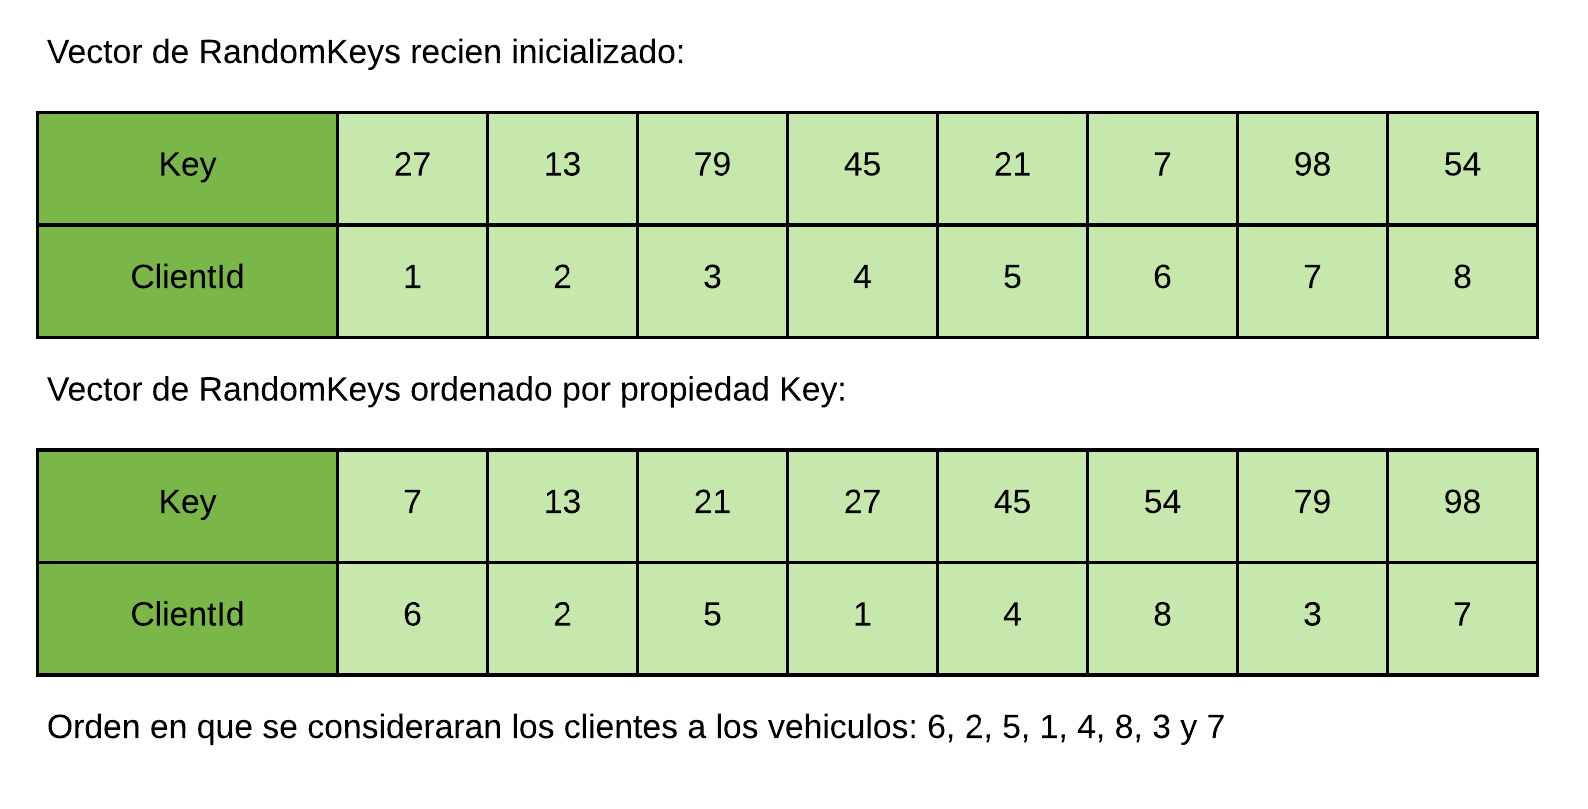 Vector de RandomKeys recien inicializado:
Key 27 13 79 45 21 7 98 54
ClientId 1 2 3 4 5 6 7 8
Vector de RandomKeys ordenado por propiedad Key:
Key 7 13 21 27 45 54 79 98
ClientId 6 2 5 1 4 8 3 7
Orden en que se consideraran los clientes a los vehiculos: 6, 2, 5, 1, 4, 8, 3 y 7